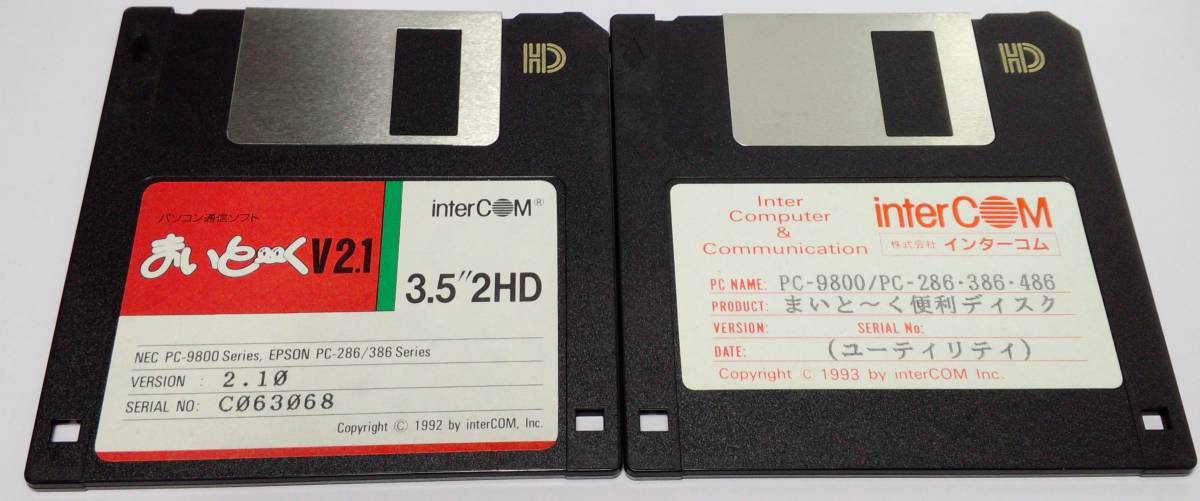 HD
パソコン通信ソフト
まいと〜く V2.1
interCOM®
3.5″2HD
NEC PC-9800 Series, EPSON PC-286/386 Series
VERSION : 2.10
SERIAL NO: C063068
Copyright © 1992 by interCOM, Inc.
HD
Inter
Computer
&
Communication
interCOM
株式会社 インターコム
PC NAME: PC-9800/PC-286・386・486
PRODUCT: まいと〜く便利ディスク
VERSION: SERIAL No:
DATE: (ユーティリティ)
Copyright © 1993 by interCOM Inc.